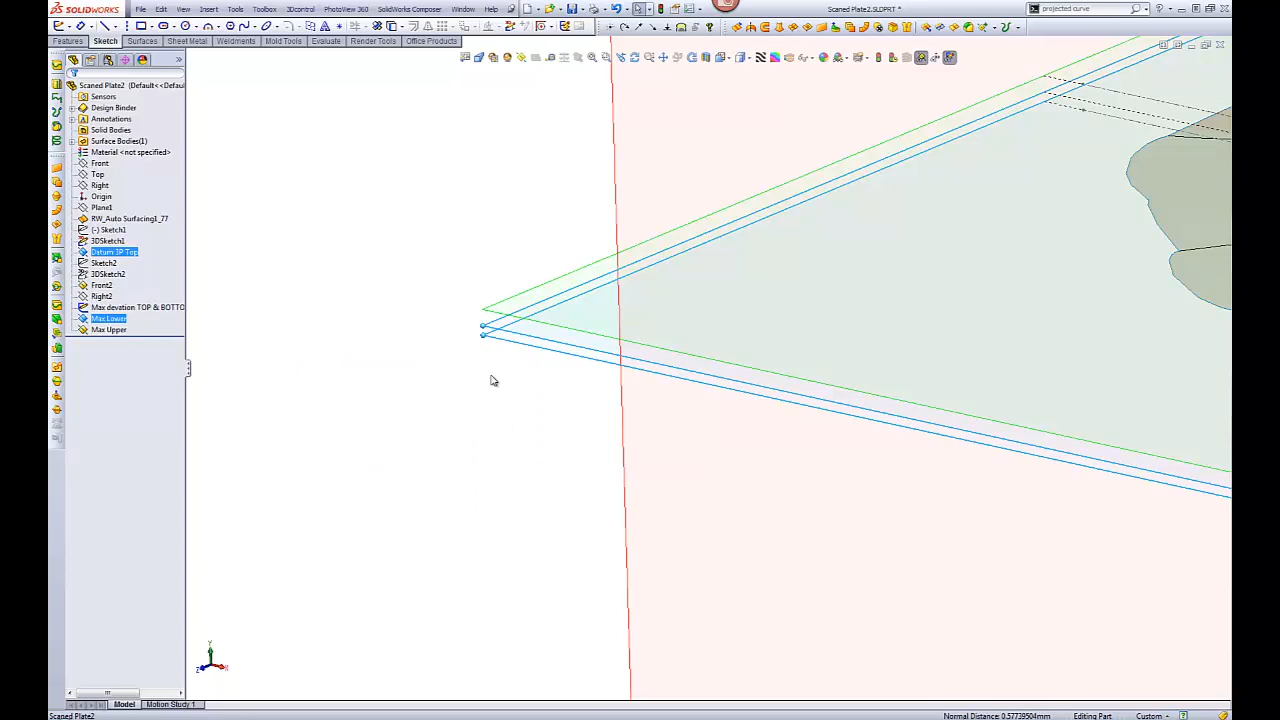 SOLIDWORKS File Edit View Insert Tools Toolbox 3Dcontrol PhotoView 360 SolidWorks Composer Window Help Scaned Plate2.SLDPRT * projected curve
Features Sketch Surfaces Sheet Metal Weldments Mold Tools Evaluate Render Tools Office Products
Scaned Plate2 (Default<<Defau
Sensors
Design Binder
Annotations
Solid Bodies
Surface Bodies(1)
Material <not specified>
Front
Top
Right
Origin
Plane1
RW_Auto Surfacing1_77
(-) Sketch1
3DSketch1
Datum 3P Top
Sketch2
3DSketch2
Front2
Right2
Max devation TOP & BOTTO
Max Lower
Max Upper
Y
Z X
Model Motion Study 1
Scaned Plate2 Normal Distance: 0.57739504mm Editing Part Custom